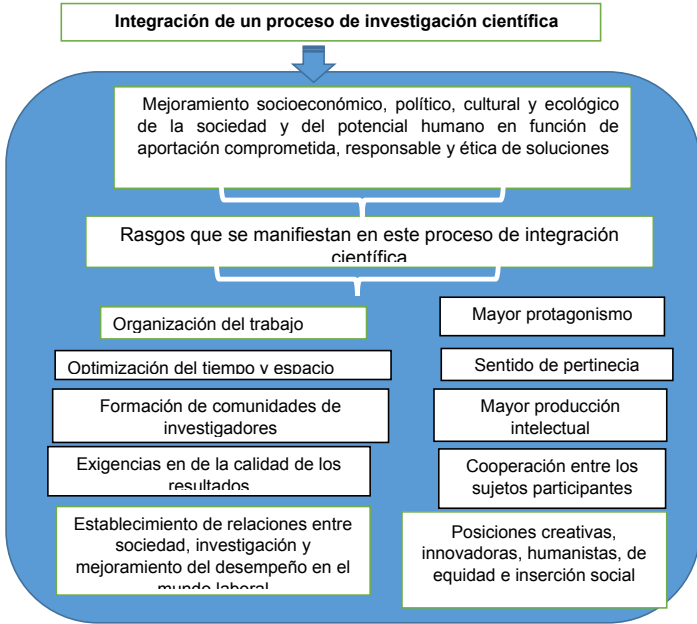 Integración de un proceso de investigación científica
Mejoramiento socioeconómico, político, cultural y ecológico
de la sociedad y del potencial humano en función de
aportación comprometida, responsable y ética de soluciones
Rasgos que se manifiestan en este proceso de integración
científica
Organización del trabajo
Optimización del tiempo y espacio
Formación de comunidades de
investigadores
Exigencias en de la calidad de los
resultados
Establecimiento de relaciones entre
sociedad, investigación y
mejoramiento del desempeño en el
mundo laboral
Mayor protagonismo
Sentido de pertinecia
Mayor producción
intelectual
Cooperación entre los
sujetos participantes
Posiciones creativas,
innovadoras, humanistas, de
equidad e inserción social